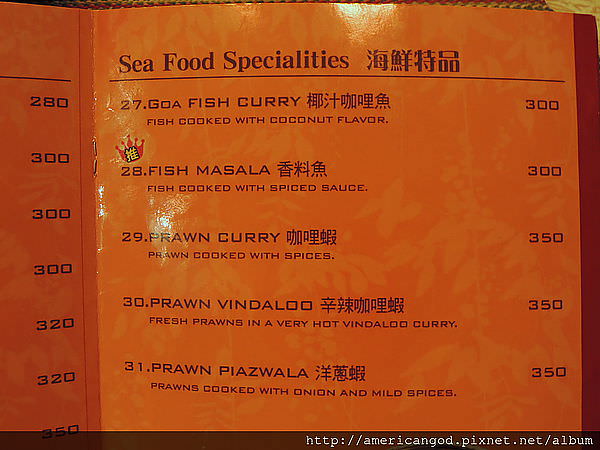 280
300
300
300
320
320
350
Sea Food Specialities 海鮮特品
27.Goa FISH CURRY 椰汁咖哩魚 300
FISH COOKED WITH COCONUT FLAVOR.
推
28.FISH MASALA 香料魚 300
FISH COOKED WITH SPICED SAUCE.
29.PRAWN CURRY 咖哩蝦 350
PRAWN COOKED WITH SPICES.
30.PRAWN VINDALOO 辛辣咖哩蝦 350
FRESH PRAWNS IN A VERY HOT VINDALOO CURRY.
31.PRAWN PIAZWALA 洋蔥蝦 350
PRAWNS COOKED WITH ONION AND MILD SPICES.
http://americangod.pixnet.net/album